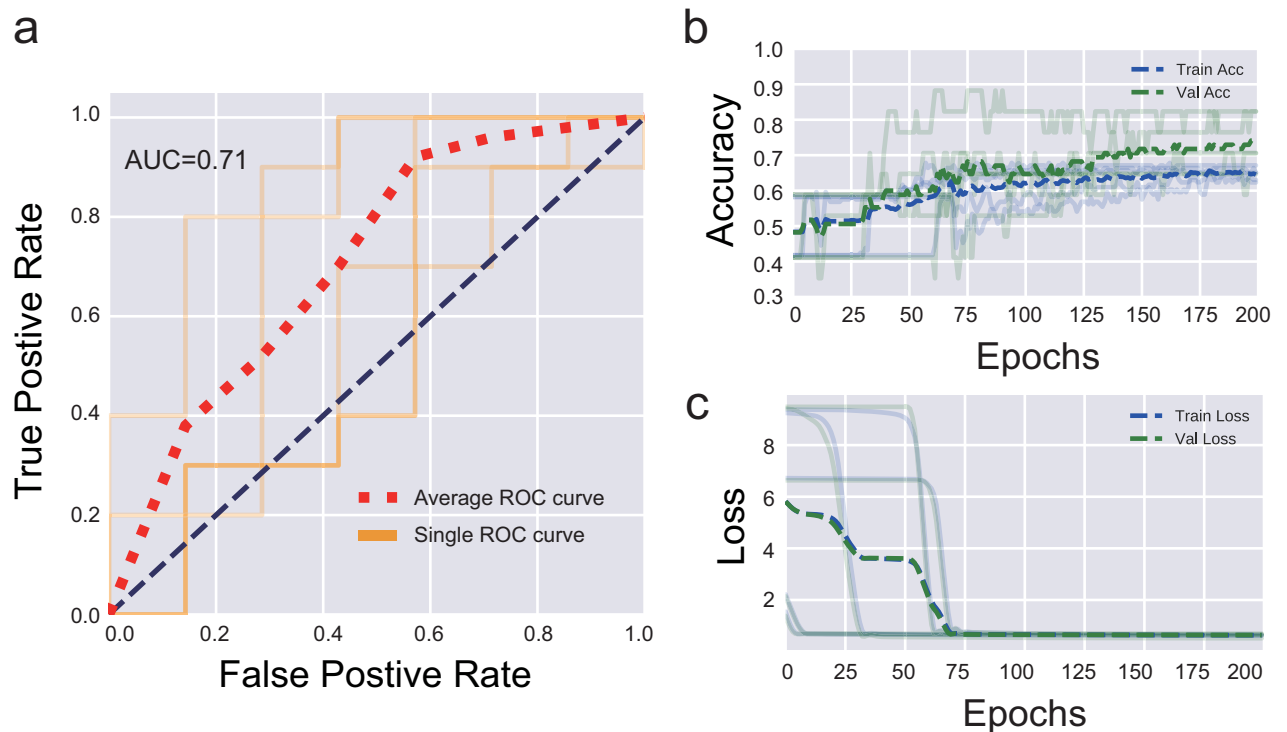 a
AUC=0.71
1.0
0.8
0.6
0.4
0.2
0.0
True Postive Rate
Average ROC curve
Single ROC curve
0.0 0.2 0.4 0.6 0.8 1.0
False Postive Rate
b
1.0
0.9
0.8
0.7
0.6
0.5
0.4
0.3
Accuracy
Train Acc
Val Acc
0 25 50 75 100 125 150 175 200
Epochs
c
8
6
4
2
Loss
Train Loss
Val Loss
0 25 50 75 100 125 150 175 200
Epochs